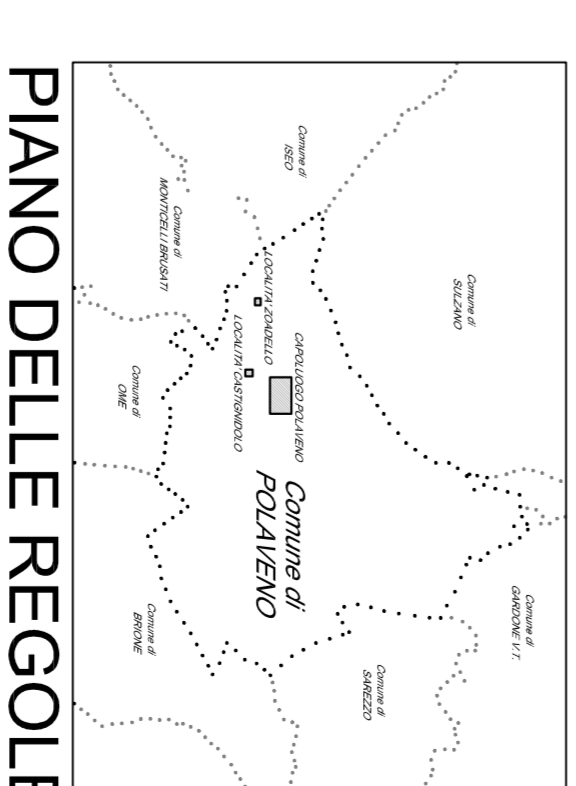 Comune di
SULZANO
Comune di
GARDONE V.T.
Comune di
ISEO
CAPOLUOGO POLAVENO
LOCALITA' ZOADELLO
LOCALITA' CASTIGNIDOLO
Comune di
POLAVENO
Comune di
SAREZZO
Comune di
MONTICELLI BRUSATI
Comune di
OME
Comune di
BRIONE
PIANO DELLE REGOLE